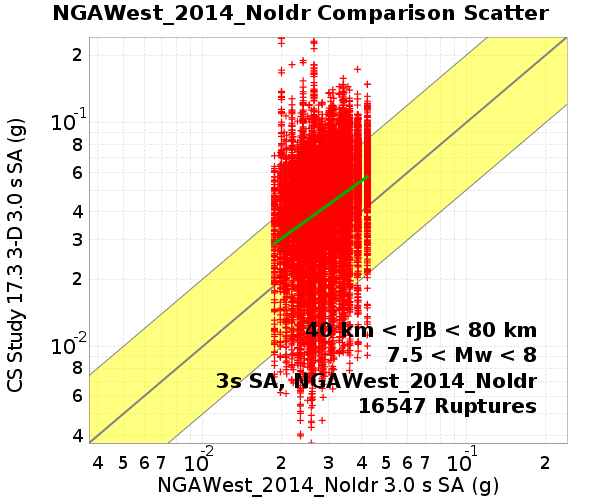 NGAWest_2014_NoIdr Comparison Scatter
CS Study 17.3 3-D 3.0 s SA (g)
2
10^-1
8
6
4
3
2
10^-2
8
6
4
40 km < rJB < 80 km
7.5 < Mw < 8
3s SA, NGAWest_2014_NoIdr
16547 Ruptures
4 5 6 7 10^-2 2 3 4 5 6 7 10^-1 2
NGAWest_2014_NoIdr 3.0 s SA (g)